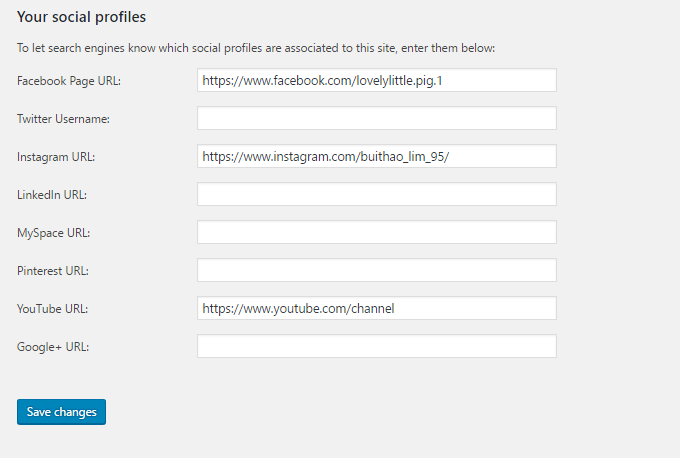 Your social profiles
To let search engines know which social profiles are associated to this site, enter them below:
Facebook Page URL: https://www.facebook.com/lovelylittle.pig.1
Twitter Username:
Instagram URL: https://www.instagram.com/buithao_lim_95/
LinkedIn URL:
MySpace URL:
Pinterest URL:
YouTube URL: https://www.youtube.com/channel
Google+ URL:
Save changes